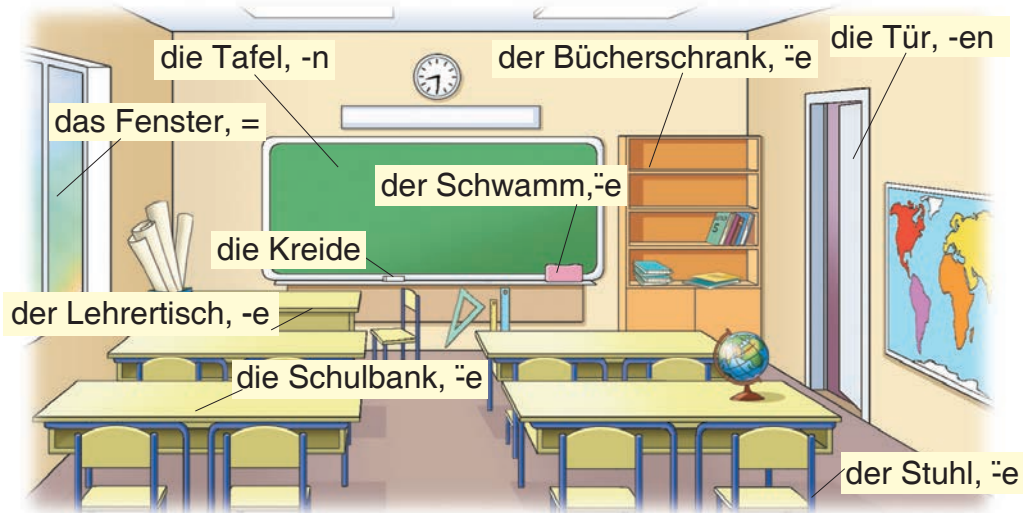 die Tafel, -n
der Bücherschrank, ⸚e
die Tür, -en
das Fenster, =
der Schwamm,⸚e
die Kreide
der Lehrertisch, -e
die Schulbank, ⸚e
der Stuhl, ⸚e